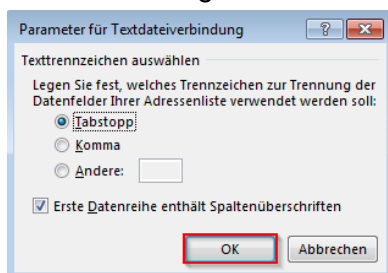 Parameter für Textdateiverbindung
Texttrennzeichen auswählen
Legen Sie fest, welches Trennzeichen zur Trennung der
Datenfelder Ihrer Adressenliste verwendet werden soll:
Tabstopp
Komma
Andere:
Erste Datenreihe enthält Spaltenüberschriften
OK Abbrechen